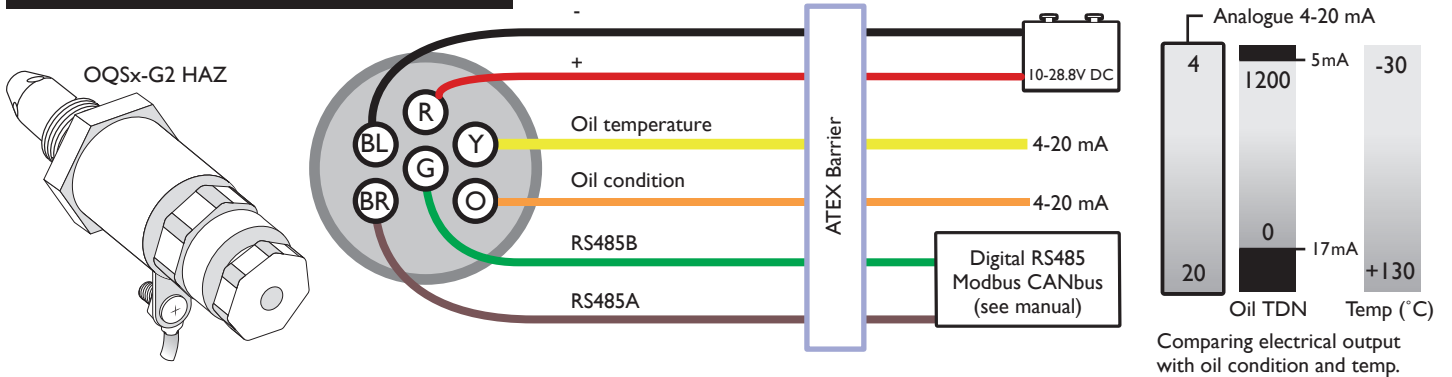 OQSx-G2 HAZ
-
+
R
BL
Y
G
BR
O
Oil temperature
Oil condition
RS485B
RS485A
ATEX Barrier
10-28.8V DC
4-20 mA
4-20 mA
Digital RS485
Modbus CANbus
(see manual)
Analogue 4-20 mA
4
20
5mA
1200
0
17mA
-30
+130
Oil TDN
Temp (˚C)
Comparing electrical output
with oil condition and temp.